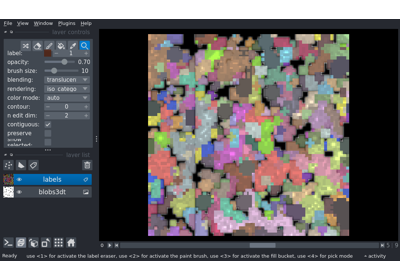 File View Window Plugins Help
layer controls
label: 1
opacity: 0.70
brush size: 10
blending: translucen
rendering: iso_catego
color mode: auto
contour: 0
n edit dim: 2
contiguous:
preserve
selected:
layer list
labels
blobs3dt
Ready use <1> for activate the label eraser, use <2> for activate the paint brush, use <3> for activate the fill bucket, use <4> for pick mode activity